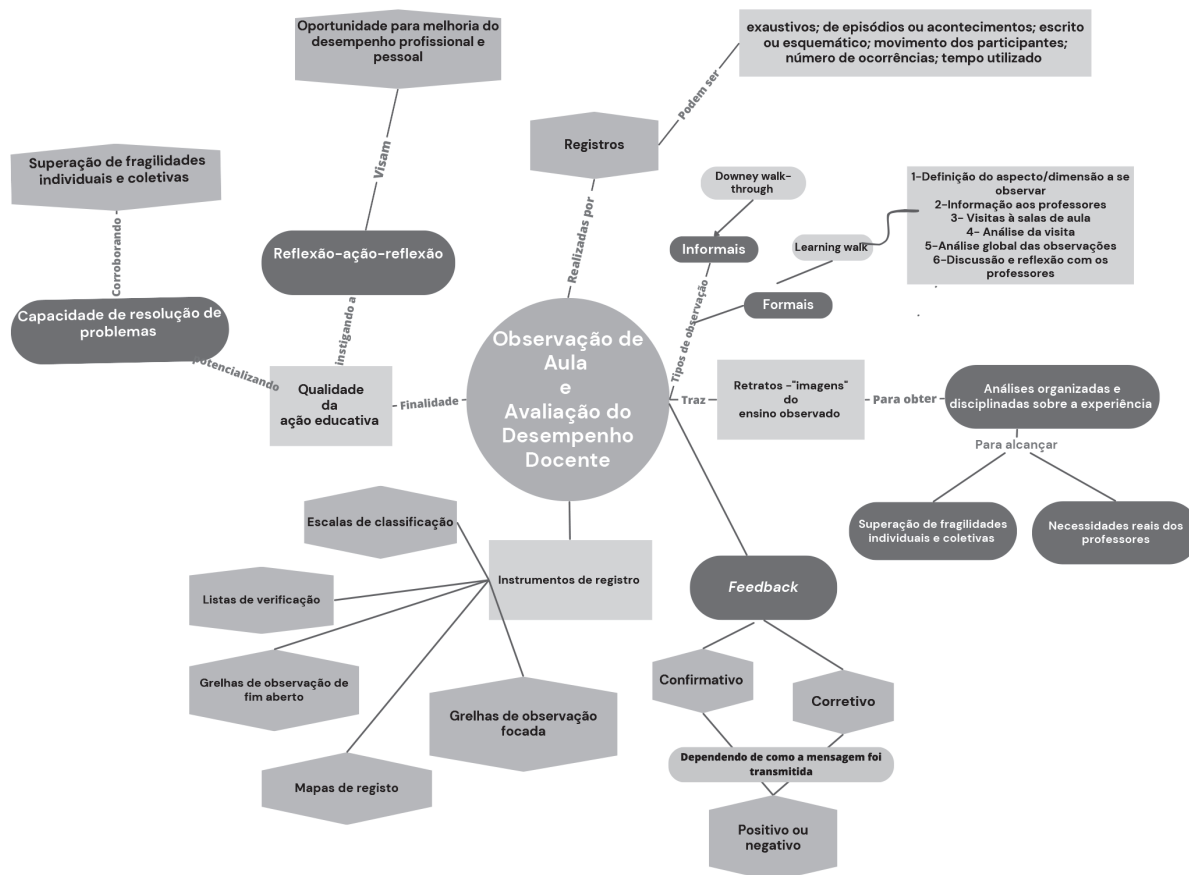 Oportunidade para melhoria do
desempenho profissional e
pessoal
exaustivos; de episódios ou acontecimentos; escrito
ou esquemático; movimento dos participantes;
número de ocorrências; tempo utilizado
Podem ser
Registros
Visam
Superação de fragilidades
individuais e coletivas
Downey walk-
through
1-Definição do aspecto/dimensão a se
observar
2-Informação aos professores
3- Visitas à salas de aula
4- Análise da visita
5-Análise global das observações
6-Discussão e reflexão com os
professores
Realizadas por
Corroborando
Reflexão-ação-reflexão
Informais
Learning walk
Formais
Tipos de observação
Capacidade de resolução de
problemas
instigando a
potencializando
Qualidade
da
ação educativa
Finalidade
Observação de
Aula
e
Avaliação do
Desempenho
Docente
Traz
Retratos -"imagens"
do
ensino observado
Para obter
Análises organizadas e
disciplinadas sobre a experiência
Para alcançar
Superação de fragilidades
individuais e coletivas
Necessidades reais dos
professores
Escalas de classificação
Instrumentos de registro
Listas de verificação
Grelhas de observação de
fim aberto
Grelhas de observação
focada
Mapas de registo
Feedback
Confirmativo
Corretivo
Dependendo de como a mensagem foi
transmitida
Positivo ou
negativo